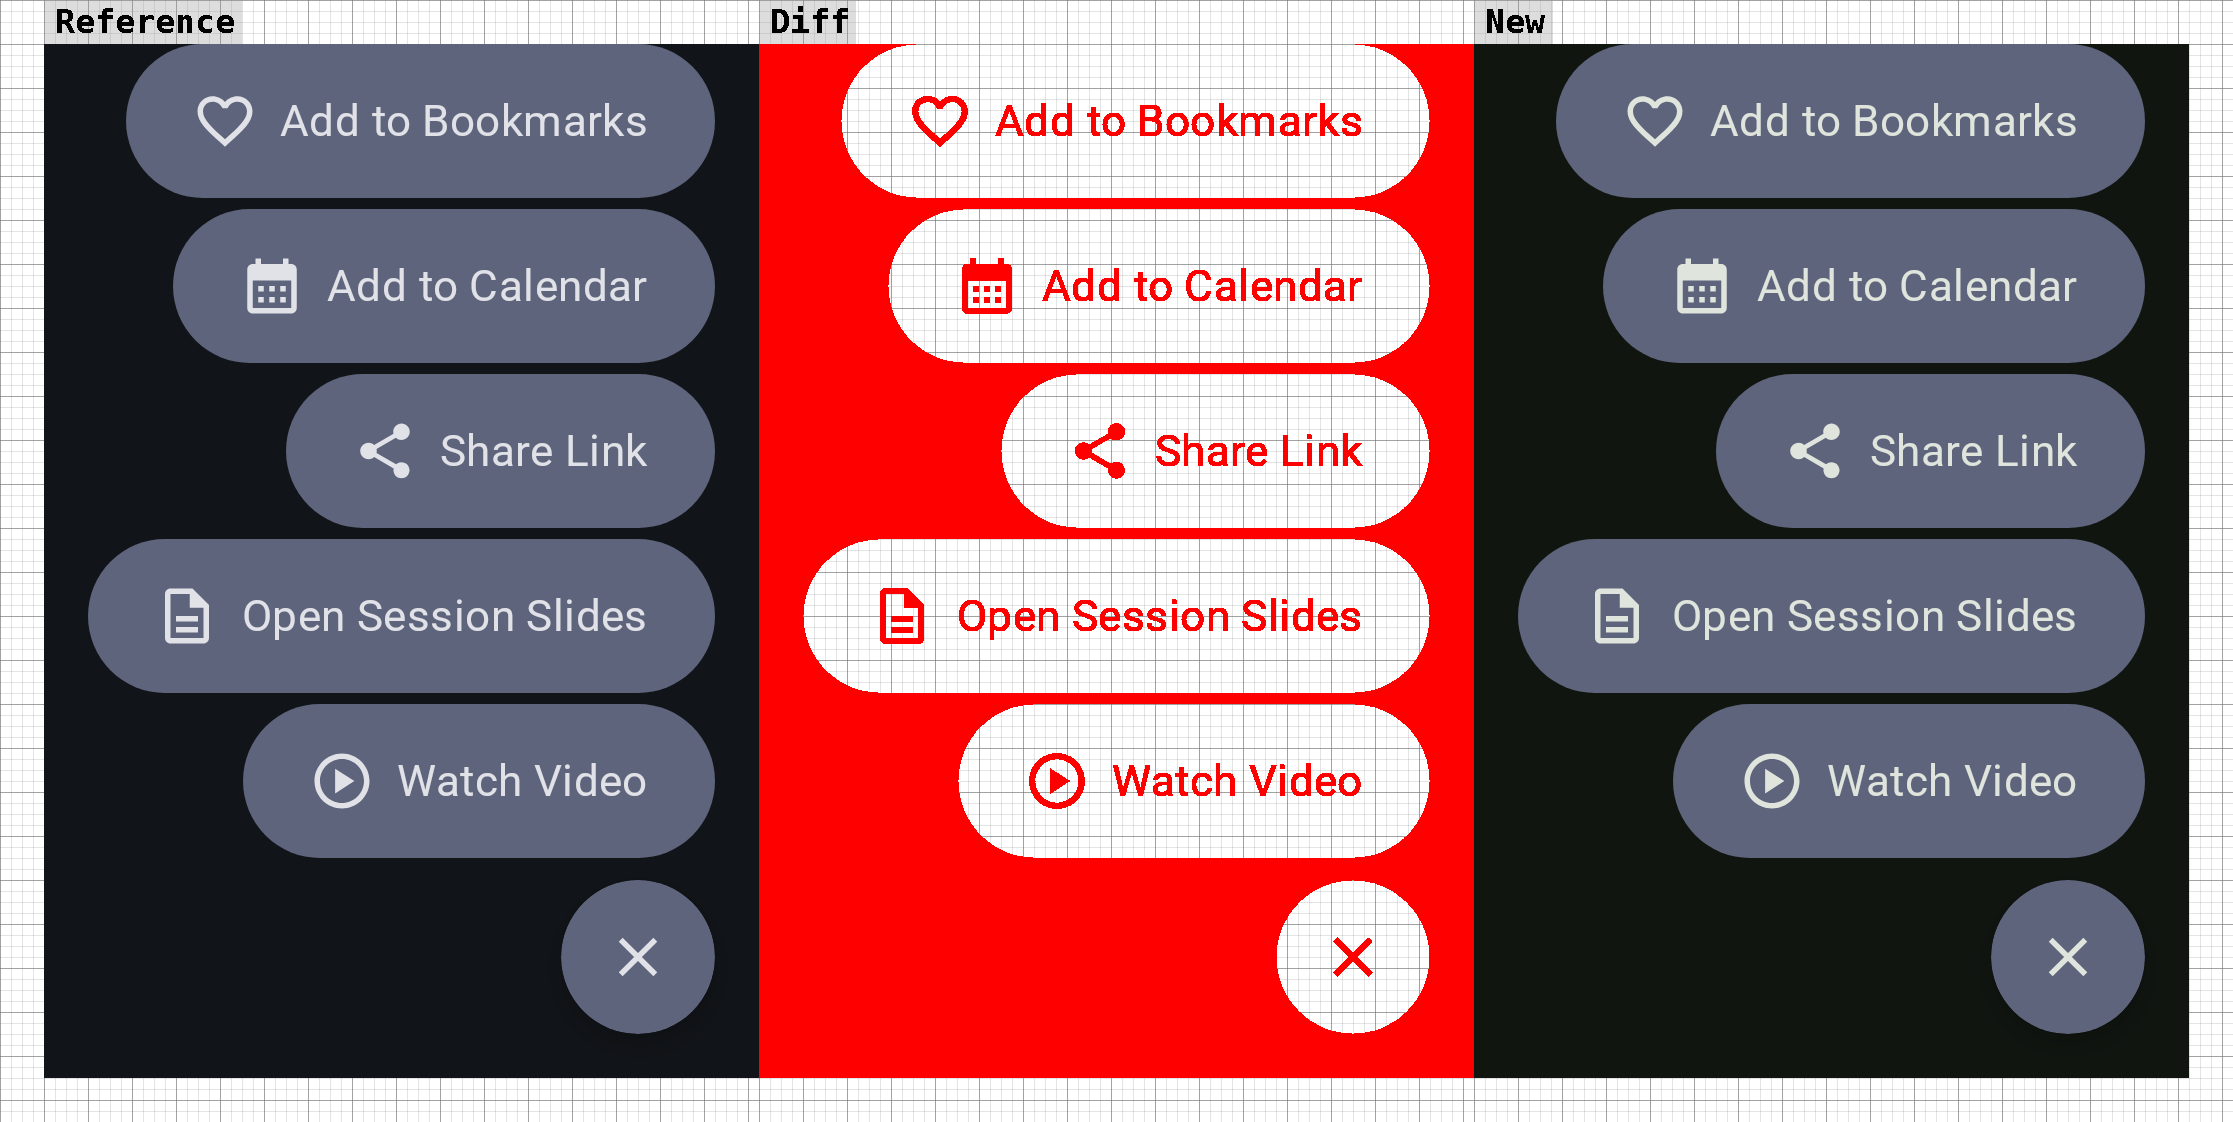 Reference
Diff
New
Add to Bookmarks
Add to Calendar
Share Link
Open Session Slides
Watch Video
Add to Bookmarks
Add to Calendar
Share Link
Open Session Slides
Watch Video
Add to Bookmarks
Add to Calendar
Share Link
Open Session Slides
Watch Video